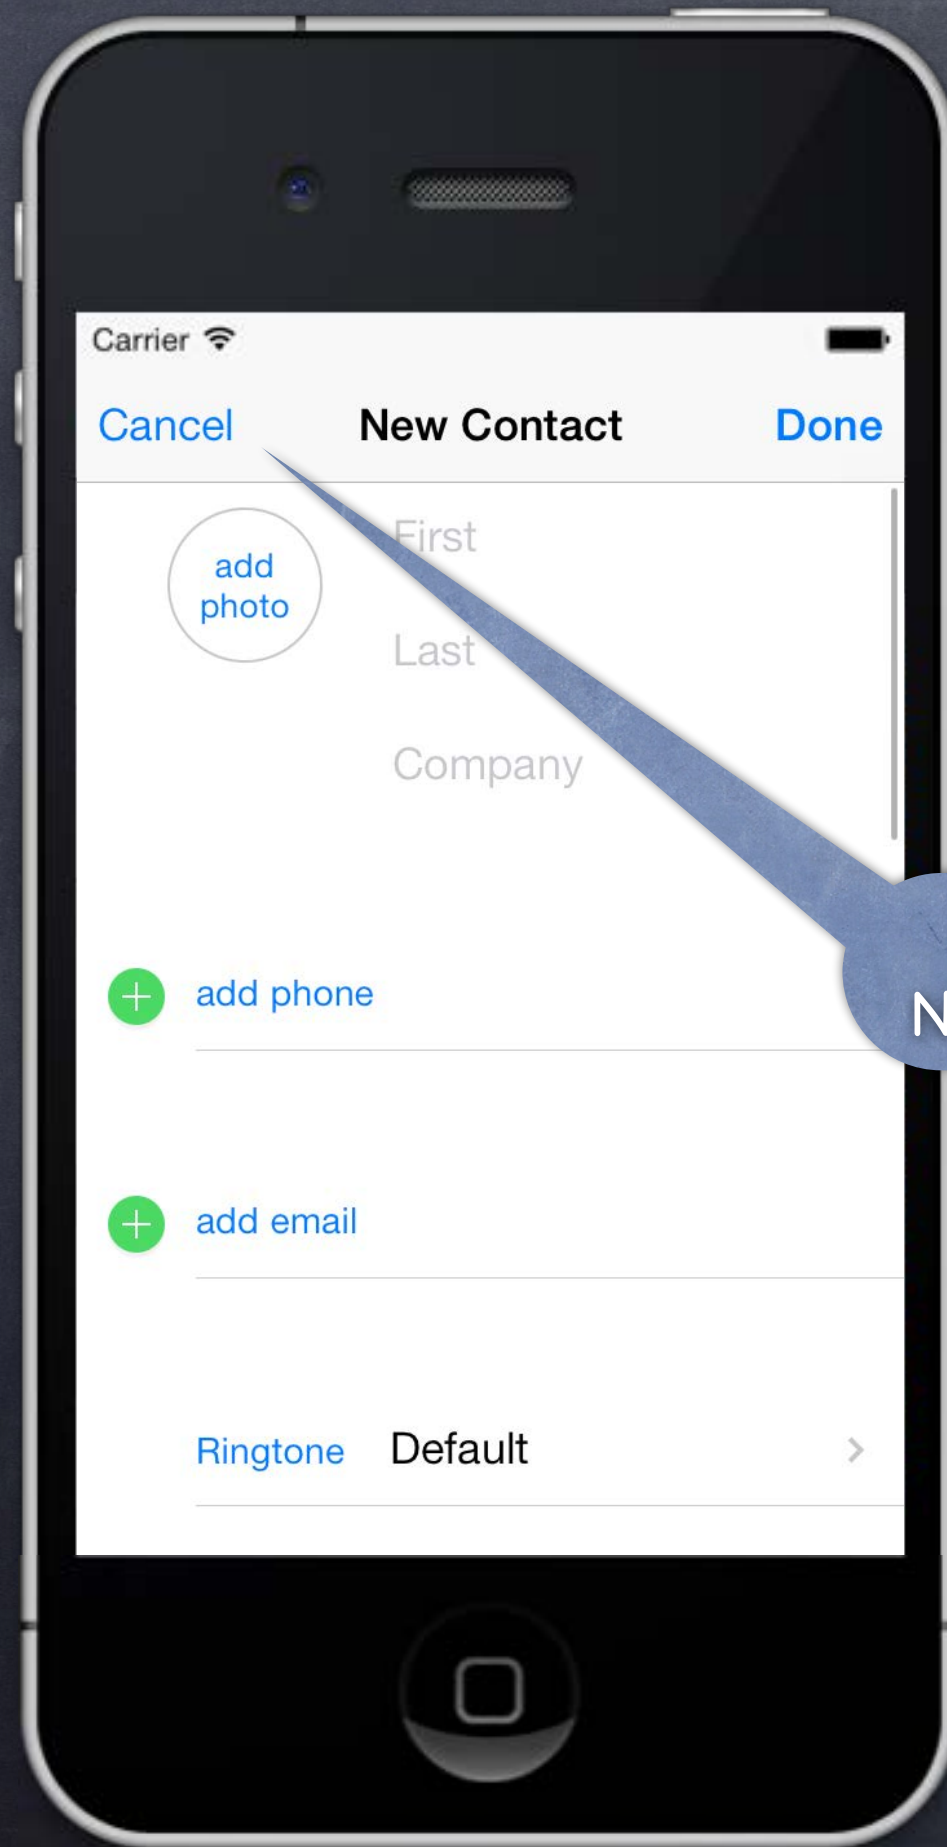 Carrier
Cancel New Contact Done
add
photo
First
Last
Company
N
add phone
add email
Ringtone Default